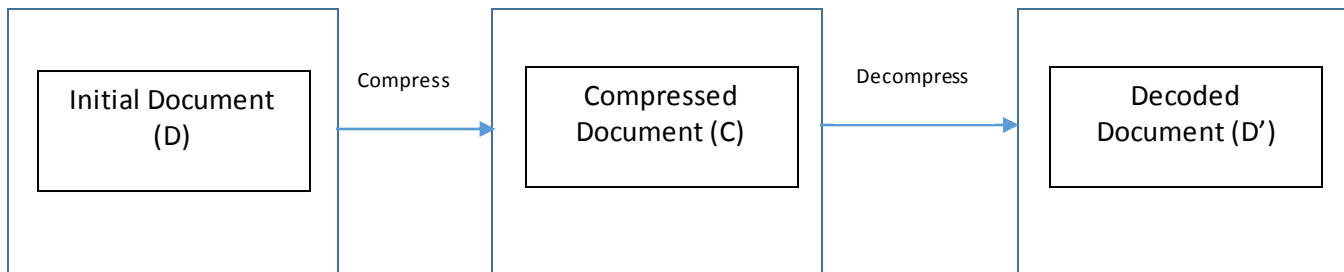 Initial Document
(D)
Compress
Compressed
Document (C)
Decompress
Decoded
Document (D’)